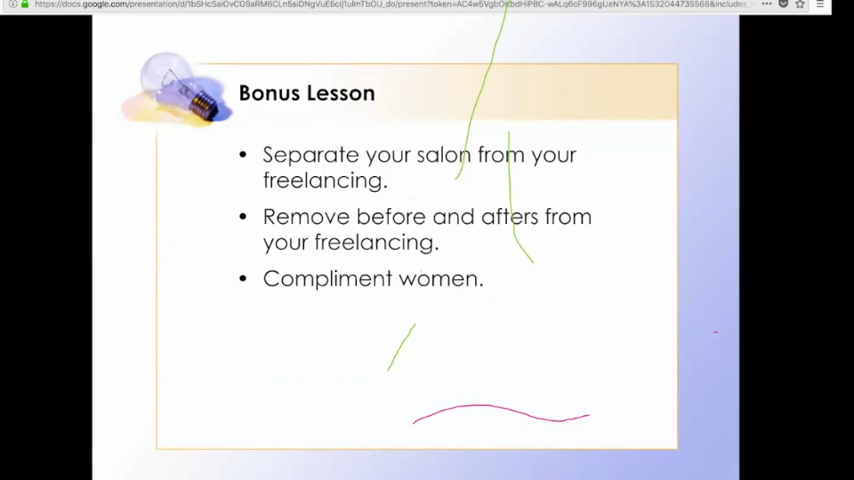 Bonus Lesson
• Separate your salon from your
freelancing.
• Remove before and afters from
your freelancing.
• Compliment women.